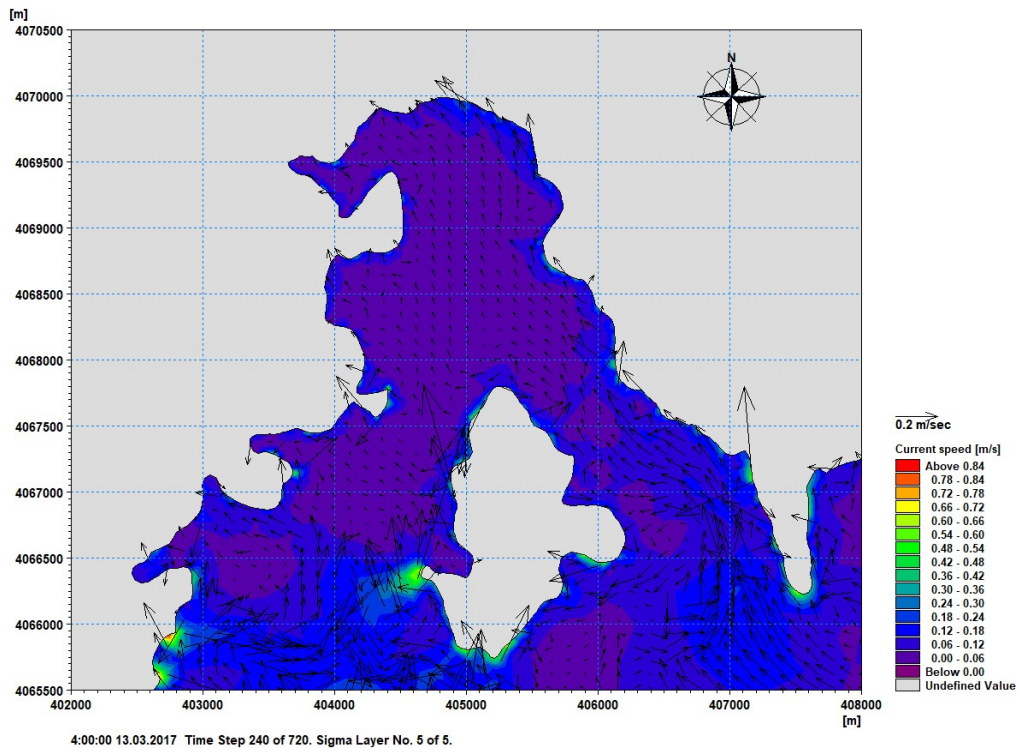 [m]
4070500
4070000
4069500
4069000
4068500
4068000
4067500
4067000
4066500
4066000
4065500
402000 403000 404000 405000 406000 407000 408000
[m]
N
0.2 m/sec
Current speed [m/s]
Above 0.84
0.78 - 0.84
0.72 - 0.78
0.66 - 0.72
0.60 - 0.66
0.54 - 0.60
0.48 - 0.54
0.42 - 0.48
0.36 - 0.42
0.30 - 0.36
0.24 - 0.30
0.18 - 0.24
0.12 - 0.18
0.06 - 0.12
0.00 - 0.06
Below 0.00
Undefined Value
4:00:00 13.03.2017 Time Step 240 of 720. Sigma Layer No. 5 of 5.